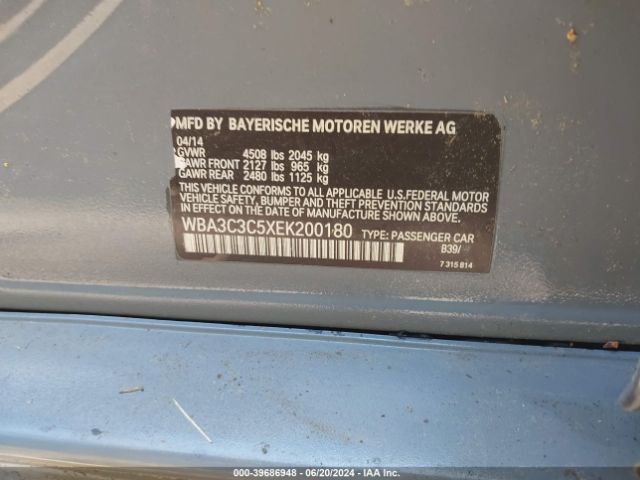 MFD BY BAYERISCHE MOTOREN WERKE AG
04/14
GVWR 4508 lbs 2045 kg
GAWR FRONT 2127 lbs 965 kg
GAWR REAR 2480 lbs 1125 kg
THIS VEHICLE CONFORMS TO ALL APPLICABLE U.S.FEDERAL MOTOR
VEHICLE SAFETY, BUMPER AND THEFT PREVENTION STANDARDS
IN EFFECT ON THE DATE OF MANUFACTURE SHOWN ABOVE.
WBA3C3C5XEK200180 TYPE: PASSENGER CAR
B39/
7 315 814
000-39686948 - 06/20/2024 - IAA Inc.